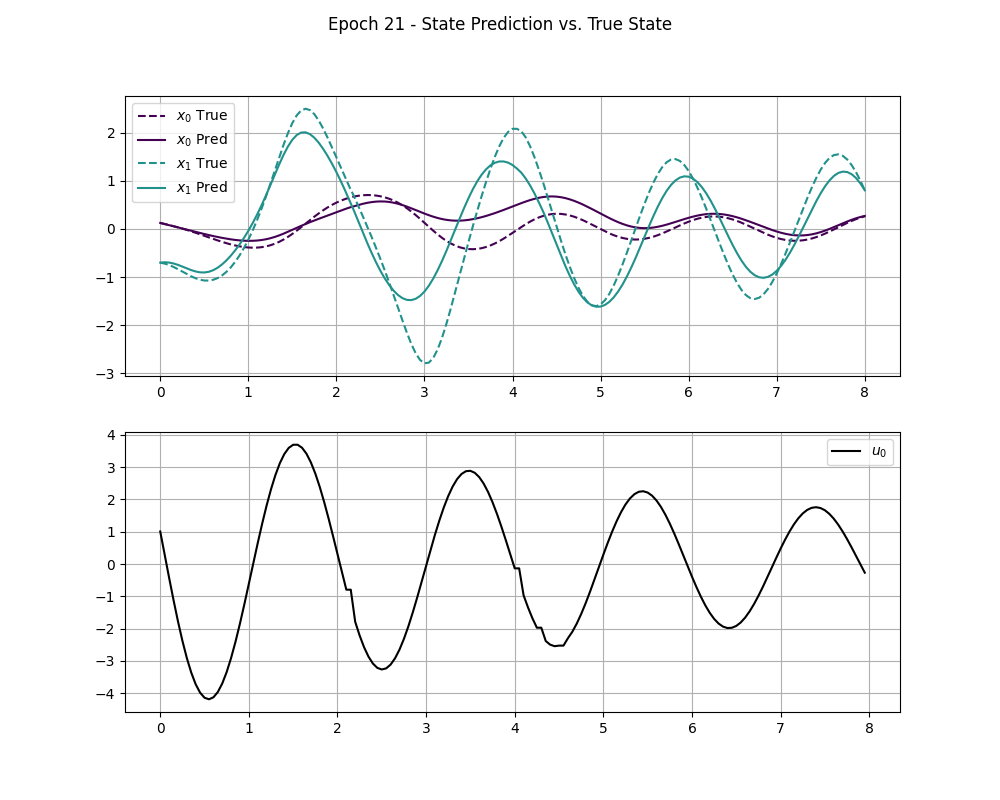 Epoch 21 - State Prediction vs. True State
x₀ True
x₀ Pred
x₁ True
x₁ Pred
2
1
0
−1
−2
−3
0 1 2 3 4 5 6 7 8
u₀
4
3
2
1
0
−1
−2
−3
−4
0 1 2 3 4 5 6 7 8